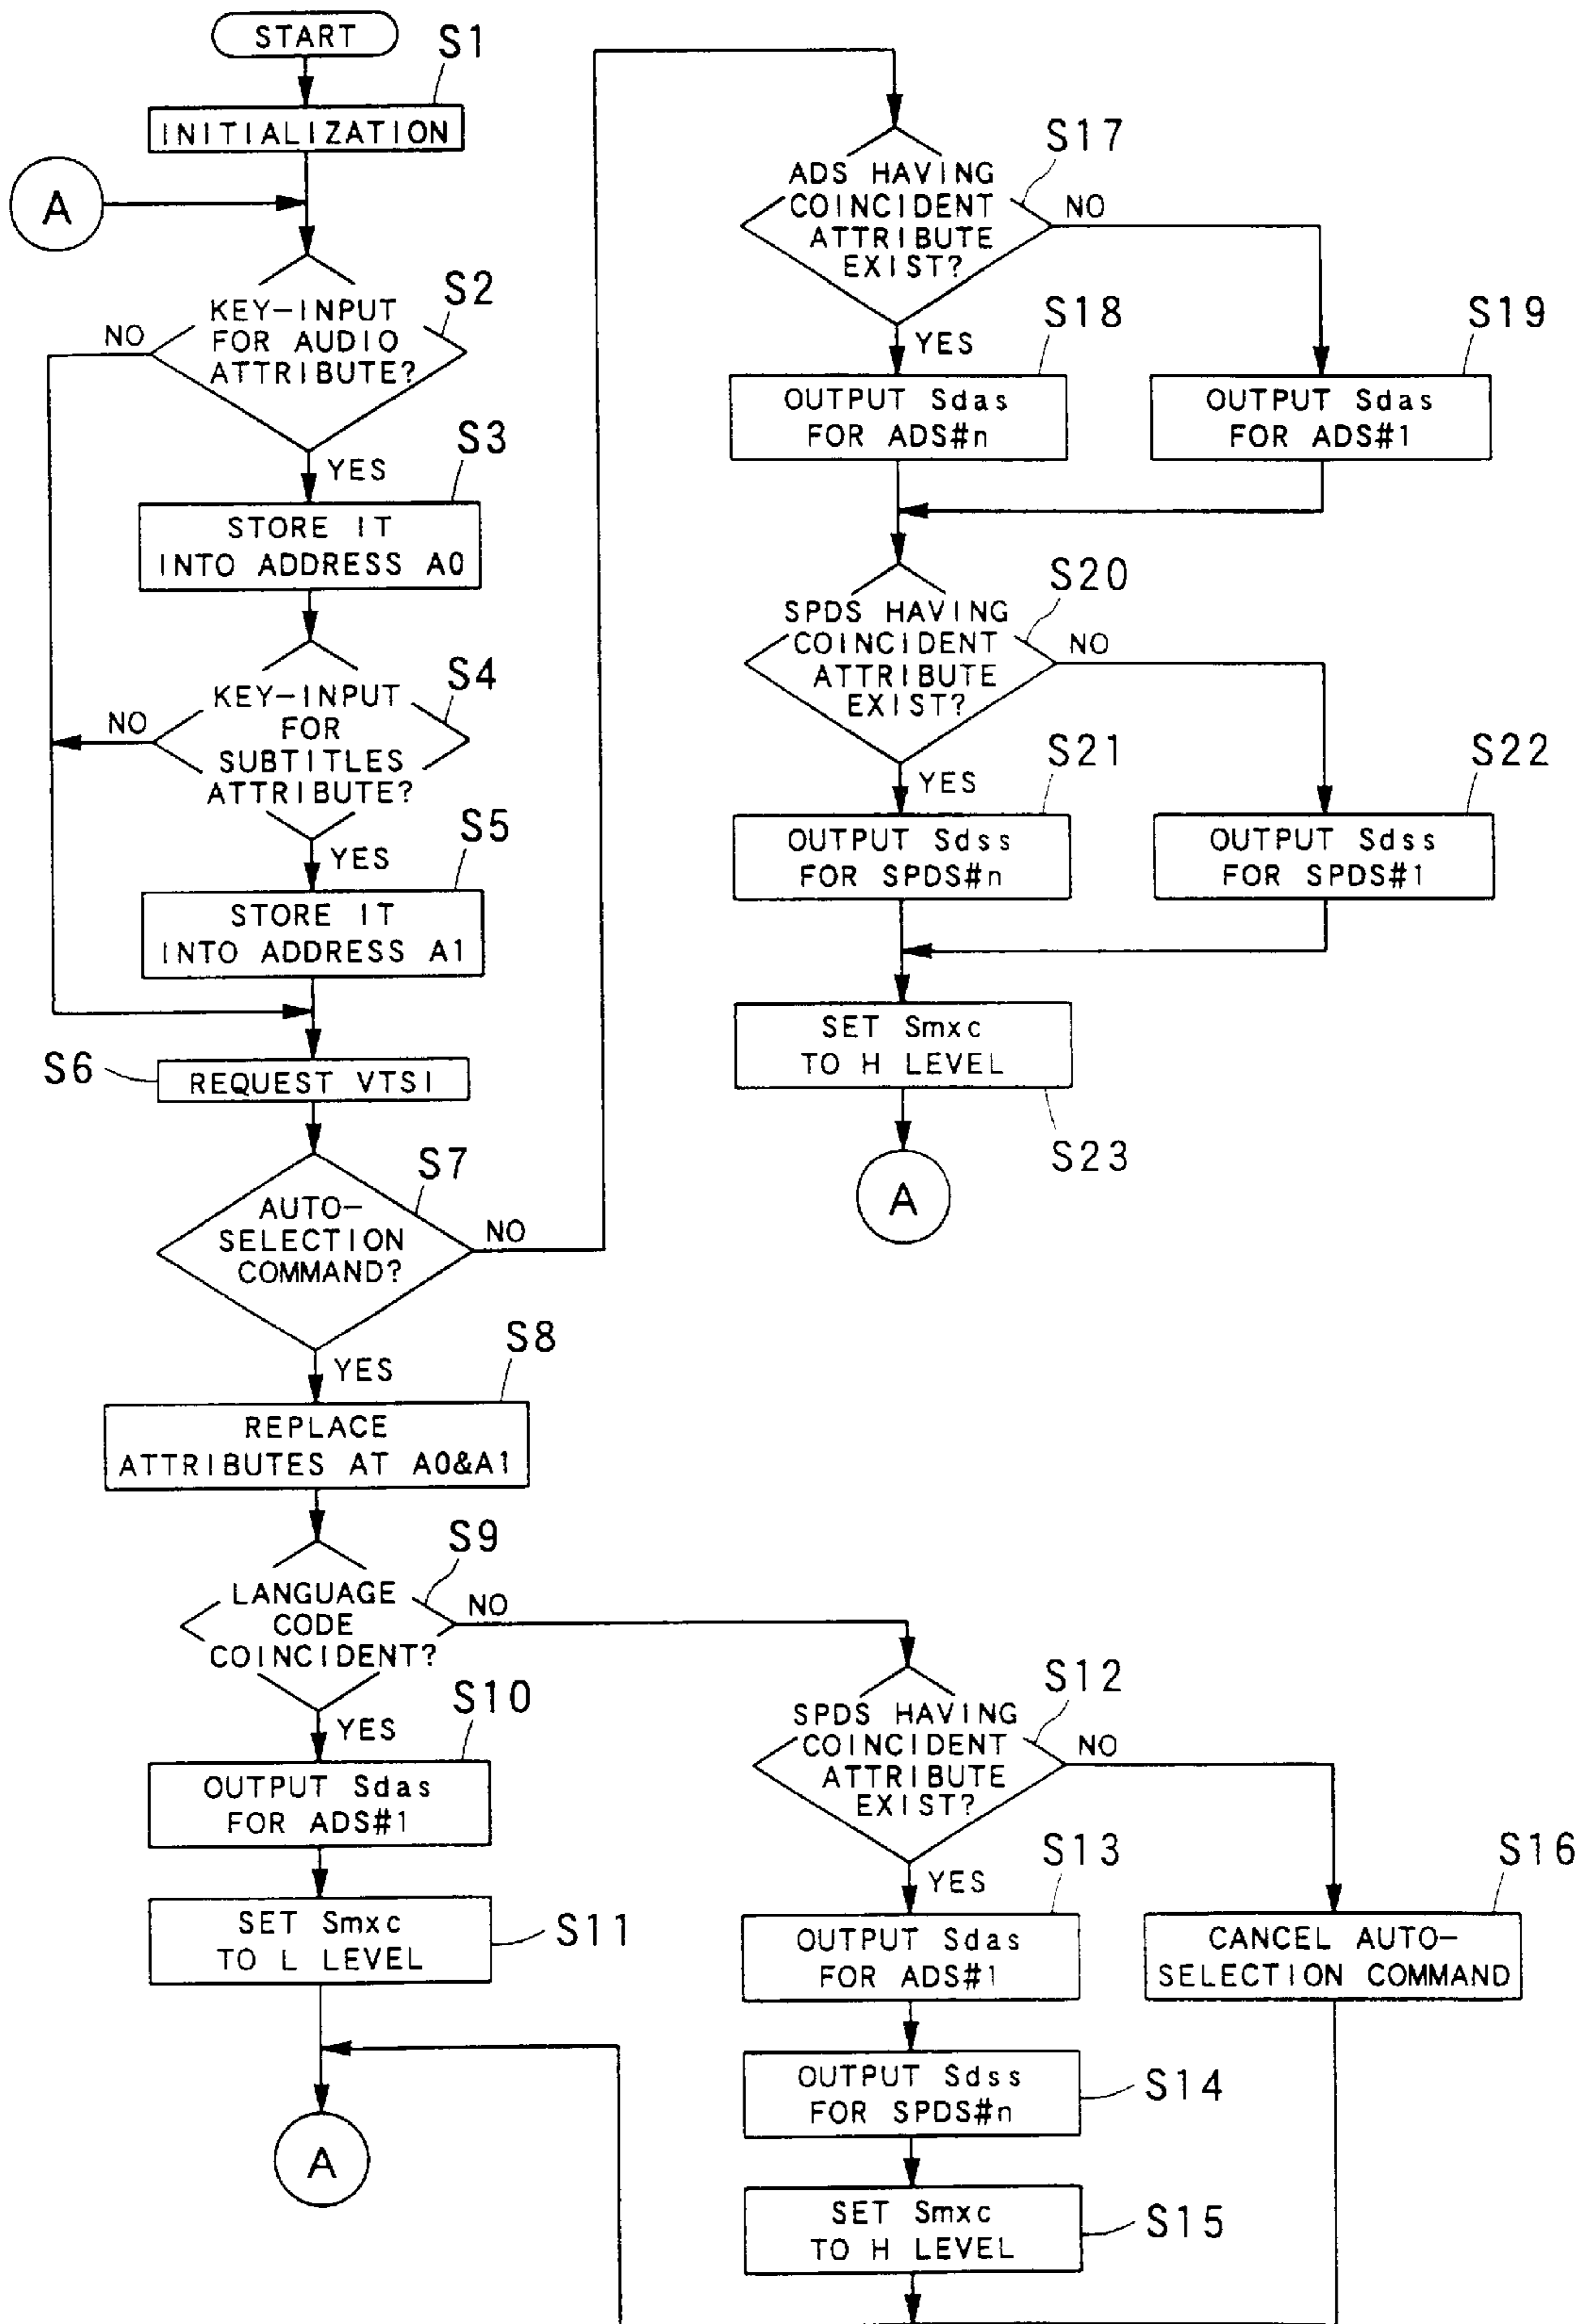 START
S1
INITIALIZATION
A
S2
KEY-INPUT
FOR AUDIO
ATTRIBUTE?
NO
YES
S3
STORE IT
INTO ADDRESS A0
S4
KEY-INPUT
FOR
SUBTITLES
ATTRIBUTE?
NO
YES
S5
STORE IT
INTO ADDRESS A1
S6
REQUEST VTSI
S7
AUTO-
SELECTION
COMMAND?
NO
YES
S8
REPLACE
ATTRIBUTES AT A0&A1
S9
LANGUAGE
CODE
COINCIDENT?
NO
YES
S10
OUTPUT Sdas
FOR ADS#1
SET Smxc
TO L LEVEL
S11
A
S12
SPDS HAVING
COINCIDENT
ATTRIBUTE
EXIST?
NO
YES
S13
OUTPUT Sdas
FOR ADS#1
S16
CANCEL AUTO-
SELECTION COMMAND
OUTPUT Sdss
FOR SPDS#n
S14
SET Smxc
TO H LEVEL
S15
S17
ADS HAVING
COINCIDENT
ATTRIBUTE
EXIST?
NO
YES
S18
OUTPUT Sdas
FOR ADS#n
S19
OUTPUT Sdas
FOR ADS#1
S20
SPDS HAVING
COINCIDENT
ATTRIBUTE
EXIST?
NO
YES
S21
OUTPUT Sdss
FOR SPDS#n
S22
OUTPUT Sdss
FOR SPDS#1
SET Smxc
TO H LEVEL
S23
A